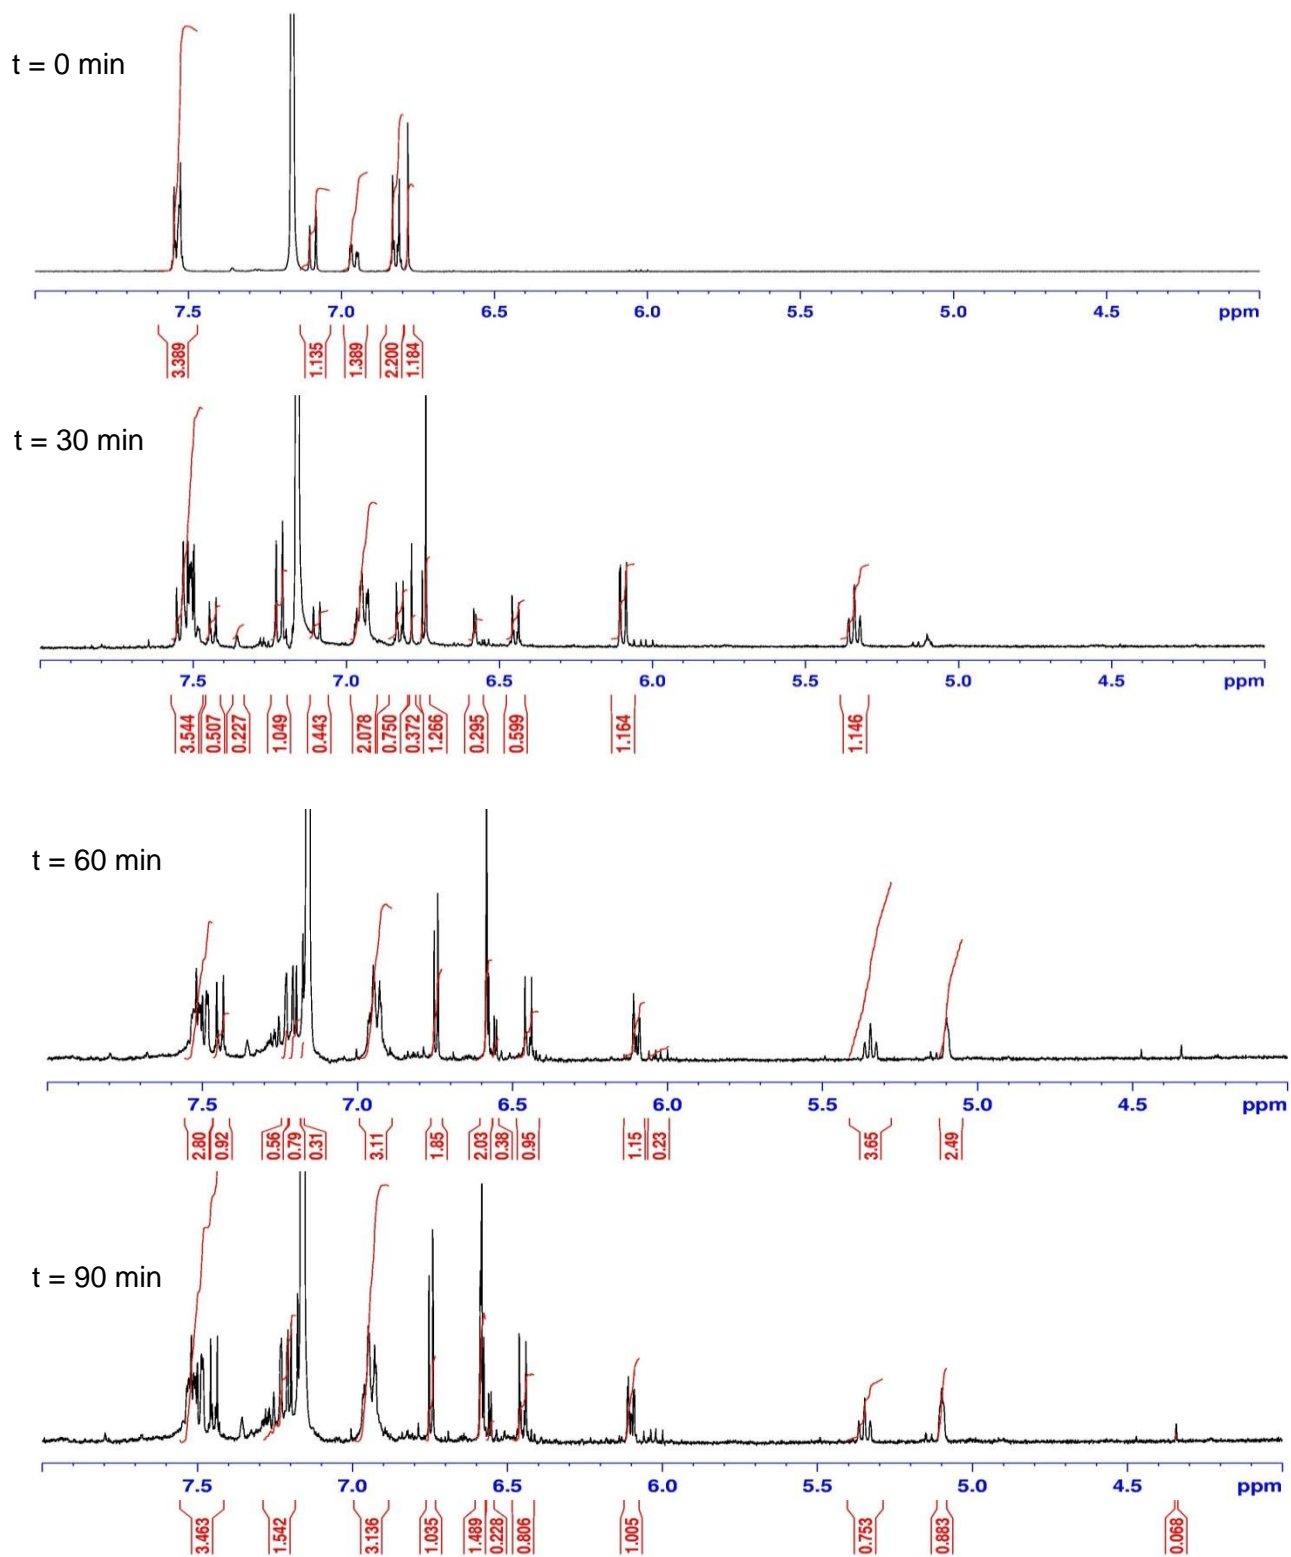 t = 0 min
7.5 7.0 6.5 6.0 5.5 5.0 4.5 ppm
3.389 1.135 1.389 2.200 1.184
t = 30 min
7.5 7.0 6.5 6.0 5.5 5.0 4.5 ppm
3.544 0.507 0.227 1.049 0.443 2.078 0.750 0.372 1.266 0.295 0.599 1.164 1.146
t = 60 min
7.5 7.0 6.5 6.0 5.5 5.0 4.5 ppm
2.80 0.92 0.56 0.79 0.31 3.11 1.85 2.03 0.38 0.95 1.15 0.23 3.65 2.49
t = 90 min
7.5 7.0 6.5 6.0 5.5 5.0 4.5 ppm
3.463 1.542 3.136 1.035 1.489 0.228 0.806 1.005 0.753 0.883 0.068